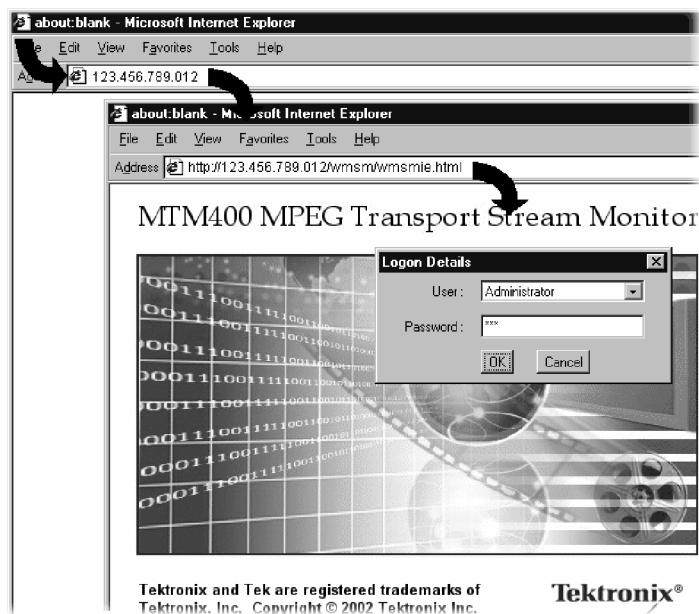 about:blank - Microsoft Internet Explorer
Edit View Favorites Tools Help
123.456.789.012
about:blank - Microsoft Internet Explorer
File Edit View Favorites Tools Help
Address http://123.456.789.012/wmsm/wmsmie.html
MTM400 MPEG Transport Stream Monitor
Logon Details
User: Administrator
Password: ***
OK Cancel
Tektronix and Tek are registered trademarks of
Tektronix, Inc. Copyright © 2002 Tektronix Inc.
Tektronix®